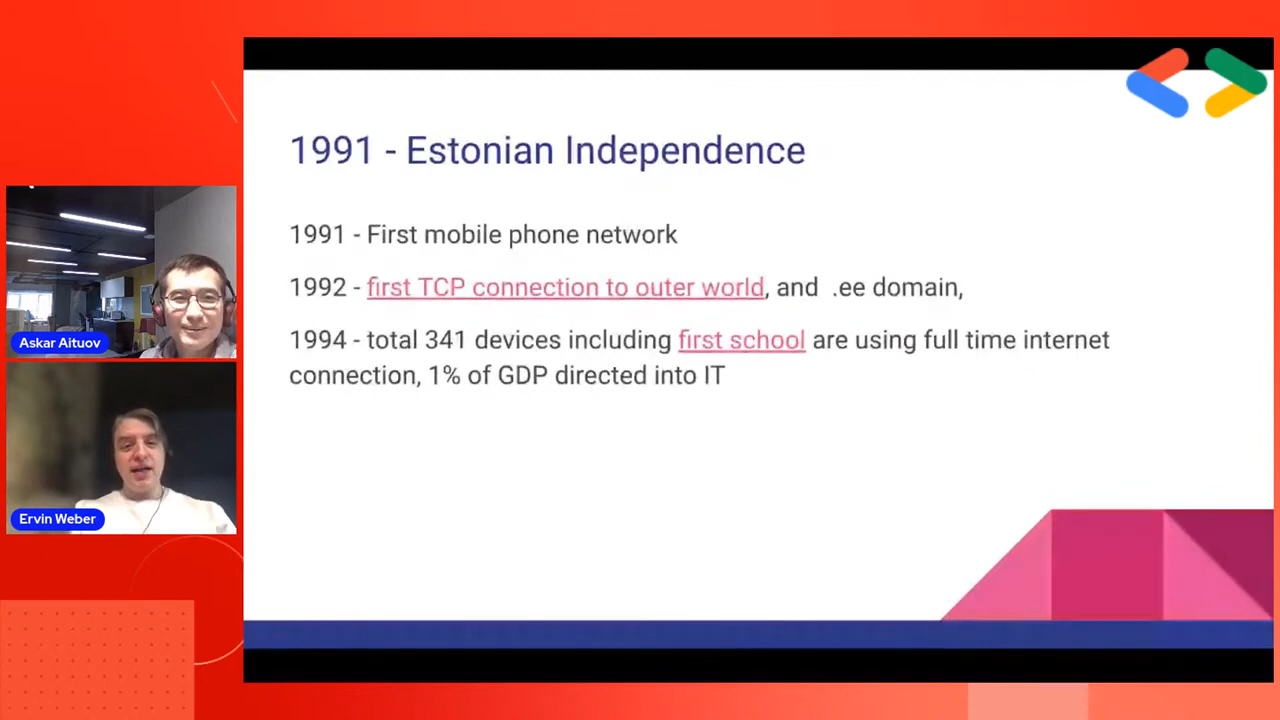 1991 - Estonian Independence
1991 - First mobile phone network
1992 - first TCP connection to outer world, and .ee domain,
1994 - total 341 devices including first school are using full time internet
connection, 1% of GDP directed into IT
Askar Aituov
Ervin Weber